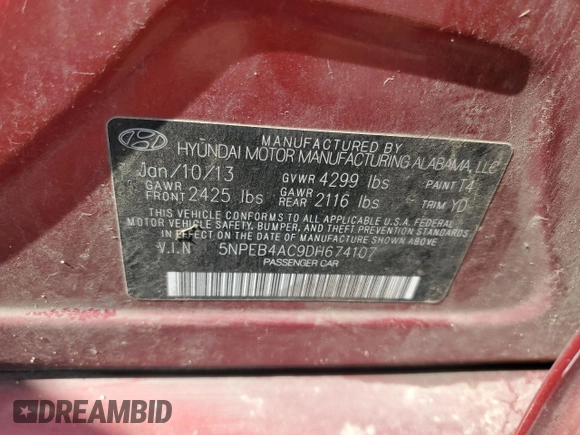 MANUFACTURED BY
HYUNDAI MOTOR MANUFACTURING ALABAMA, LLC
Jan/10/13 GVWR 4299 lbs PAINT T4
GAWR FRONT 2425 lbs GAWR REAR 2116 lbs TRIM YD
THIS VEHICLE CONFORMS TO ALL APPLICABLE U.S.A. FEDERAL
MOTOR VEHICLE SAFETY, BUMPER, AND THEFT PREVENTION STANDARDS
IN EFFECT ON THE DATE OF MANUFACTURE SHOWN ABOVE.
V.I.N 5NPEB4AC9DH674107
PASSENGER CAR
DREAMBID